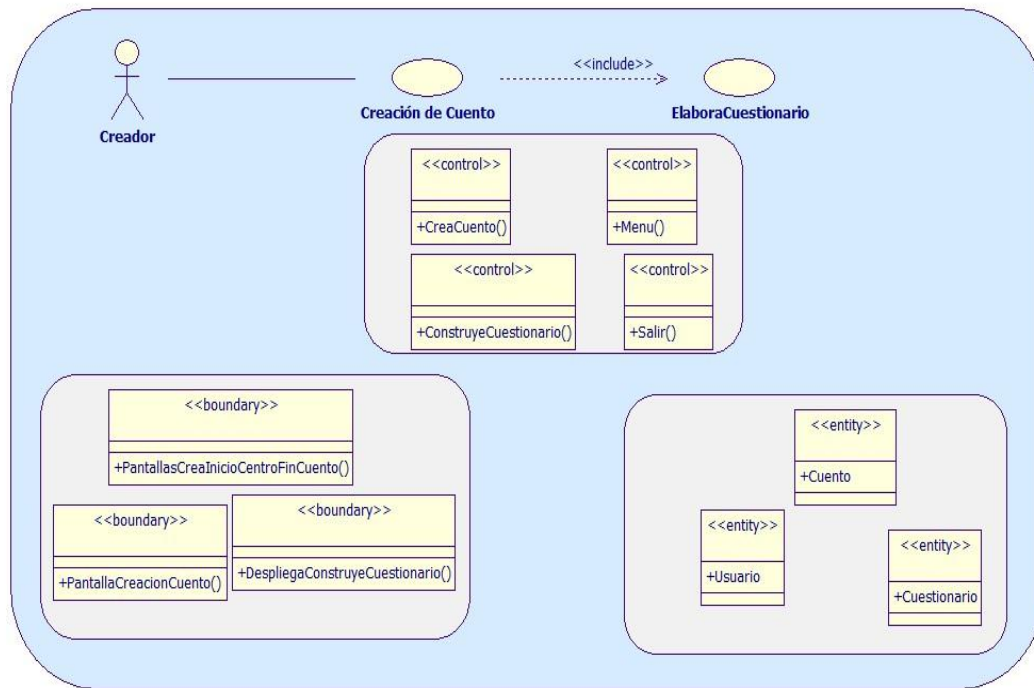 <<include>>
Creador
Creación de Cuento
ElaboraCuestionario
<<control>>
+CreaCuento()
<<control>>
+Menu()
<<control>>
+ConstruyeCuestionario()
<<control>>
+Salir()
<<boundary>>
+PantallasCreaInicioCentroFinCuento()
<<boundary>>
+PantallaCreacionCuento()
<<boundary>>
+DespliegaConstruyeCuestionario()
<<entity>>
+Cuento
<<entity>>
+Usuario
<<entity>>
+Cuestionario